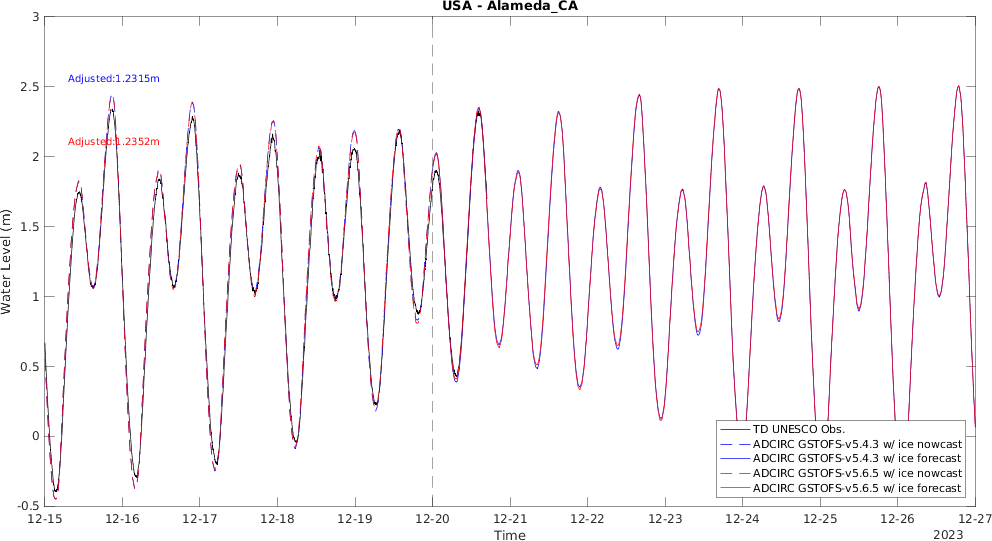 USA - Alameda_CA
3
2.5
2
1.5
1
0.5
0
-0.5
Water Level (m)
Adjusted:1.2315m
Adjusted:1.2352m
TD UNESCO Obs.
ADCIRC GSTOFS-v5.4.3 w/ ice nowcast
ADCIRC GSTOFS-v5.4.3 w/ ice forecast
ADCIRC GSTOFS-v5.6.5 w/ ice nowcast
ADCIRC GSTOFS-v5.6.5 w/ ice forecast
12-15 12-16 12-17 12-18 12-19 12-20 12-21 12-22 12-23 12-24 12-25 12-26 12-27
Time
2023